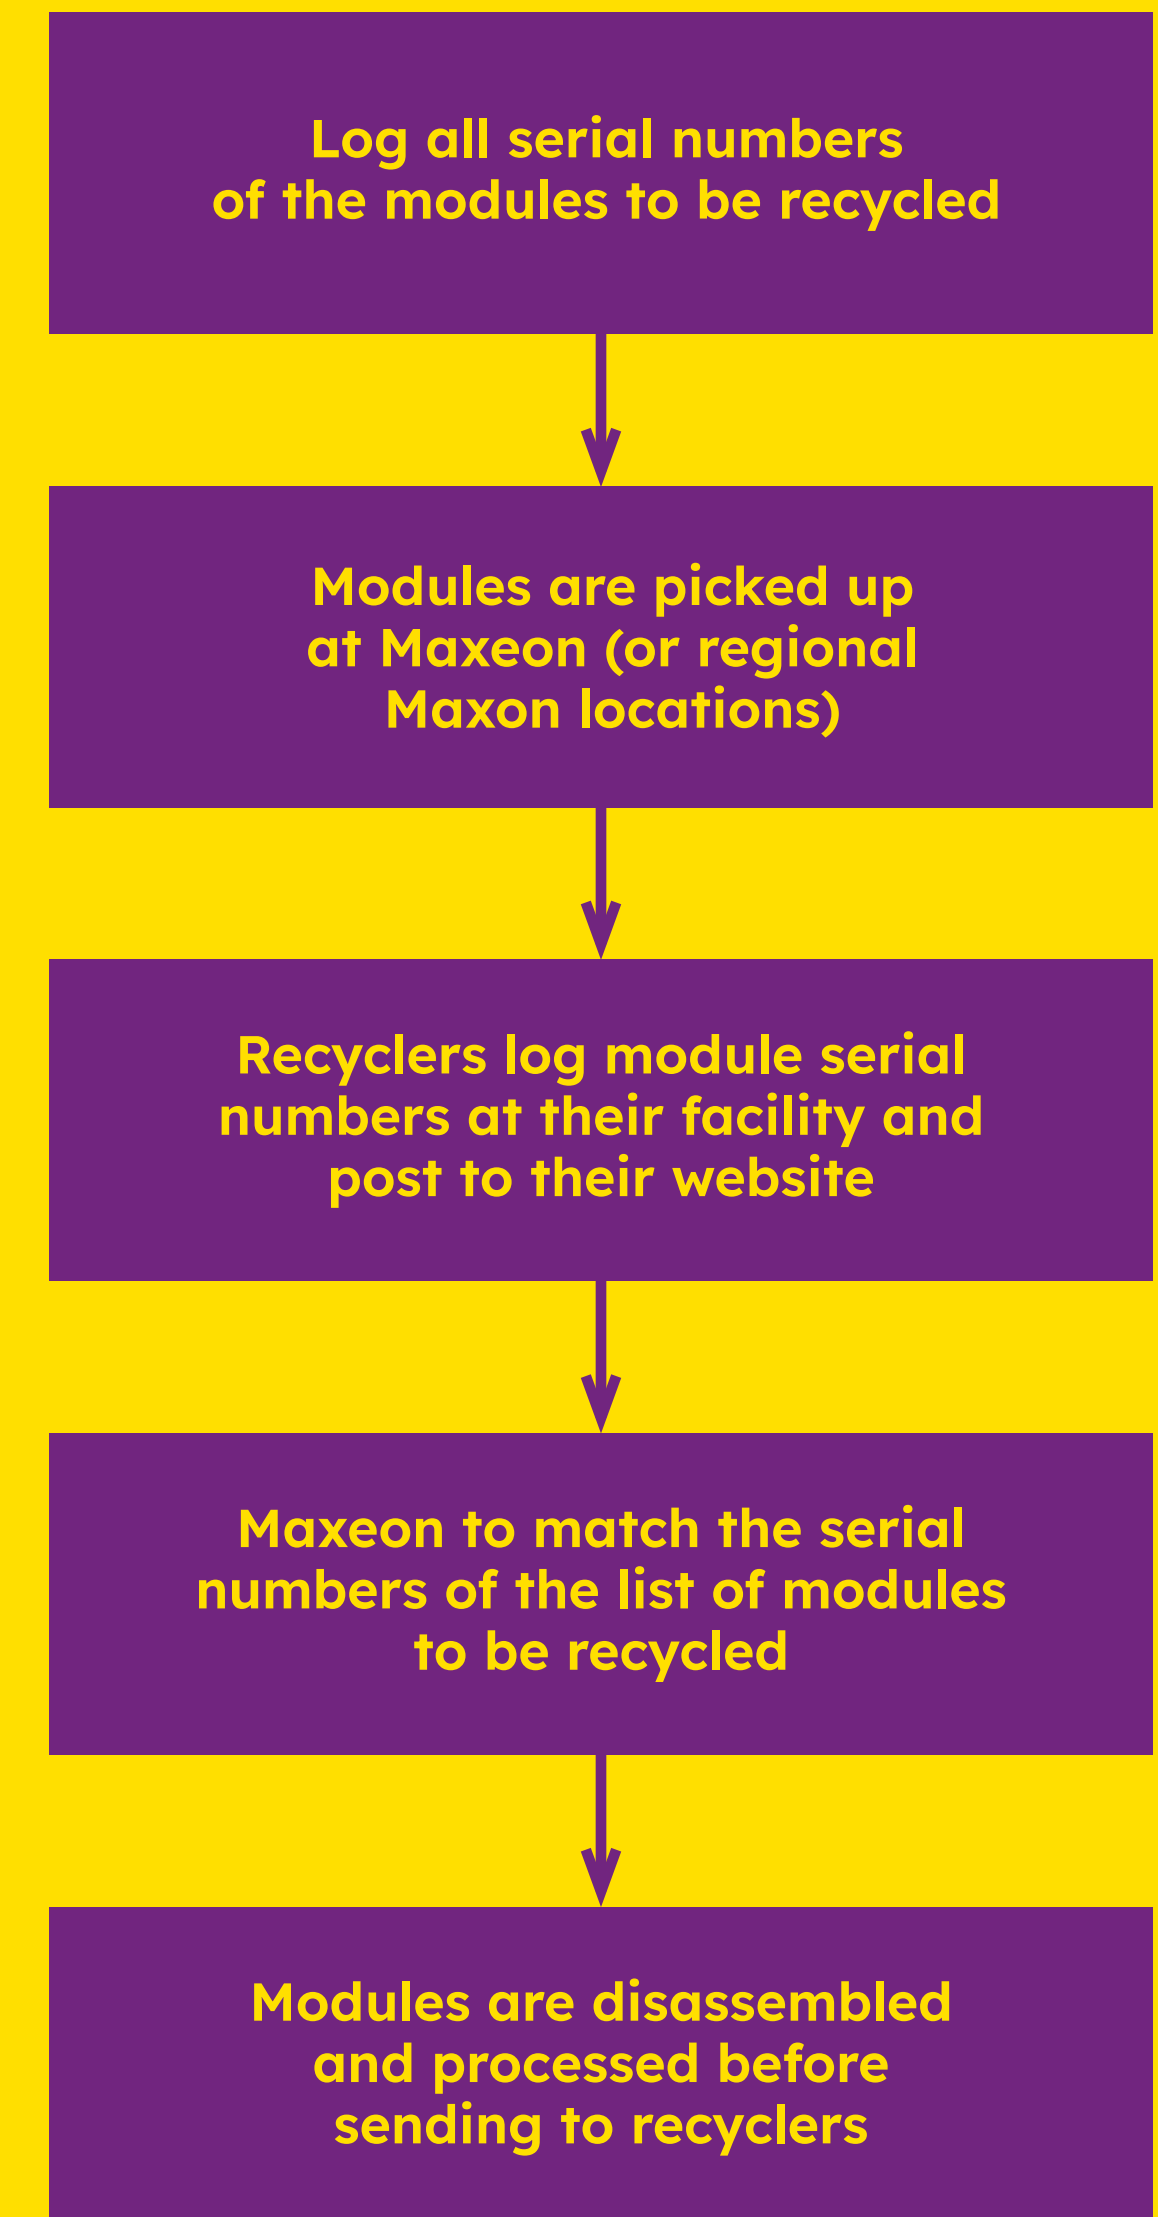 Log all serial numbers
of the modules to be recycled
Modules are picked up
at Maxeon (or regional
Maxon locations)
Recyclers log module serial
numbers at their facility and
post to their website
Maxeon to match the serial
numbers of the list of modules
to be recycled
Modules are disassembled
and processed before
sending to recyclers